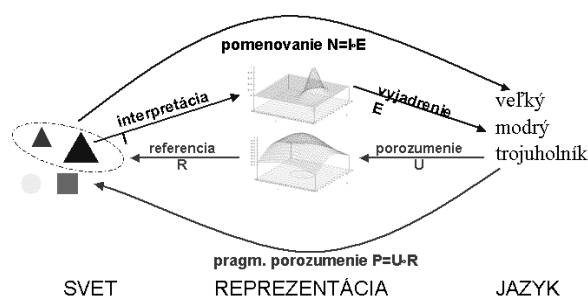 pomenovanie N=I◦E
interpretácia
I
vyjadrenie
E
veľký
modrý
trojuholník
referencia
R
porozumenie
U
pragm. porozumenie P=U◦R
SVET REPREZENTÁCIA JAZYK